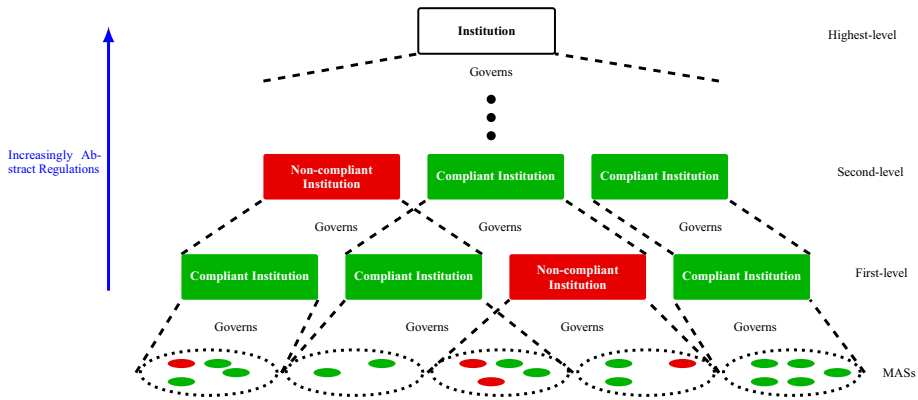 Institution
Highest-level
Governs
Increasingly Ab-
stract Regulations
Non-compliant
Institution
Compliant Institution
Compliant Institution
Second-level
Governs
Governs
Governs
Compliant Institution
Compliant Institution
Non-compliant
Institution
Compliant Institution
First-level
Governs
Governs
Governs
Governs
MASs